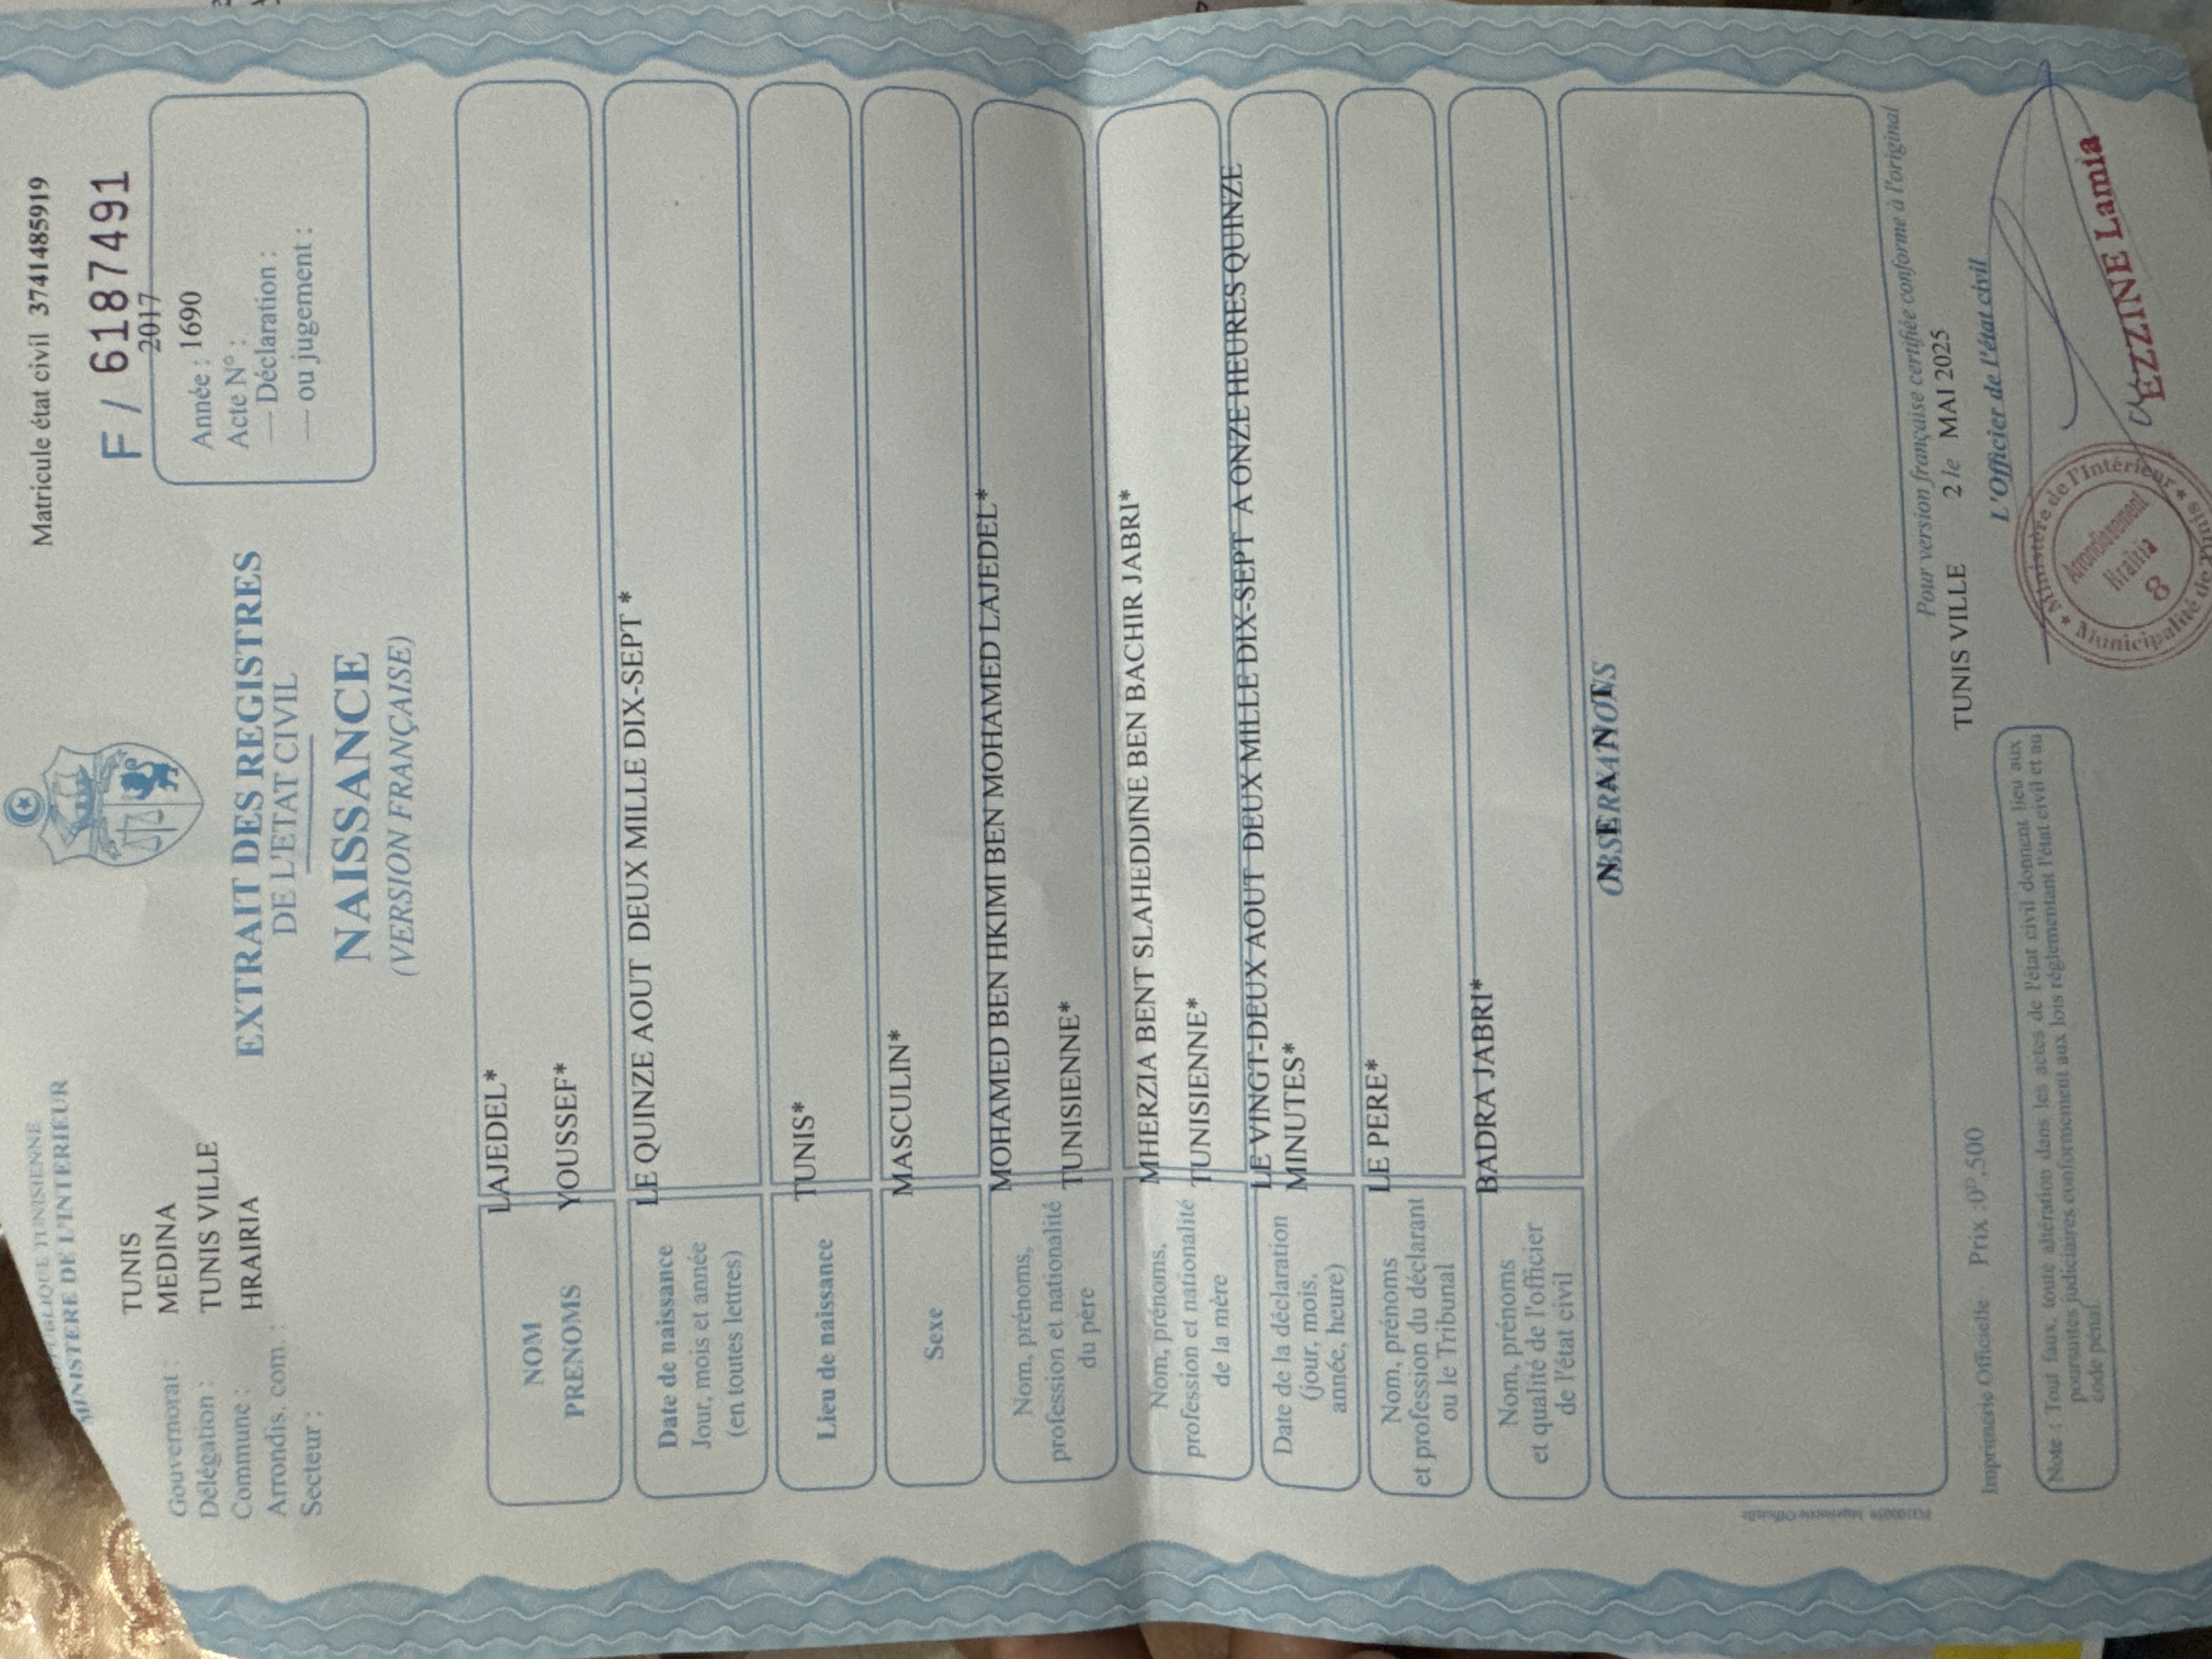 Matricule état civil 3741485919
F / 6187491
2017
Année : 1690
Acte N° :
— Déclaration :
— ou jugement :
MINISTERE DE L'INTERIEUR
Gouvernorat : TUNIS
Délégation : MEDINA
Commune : TUNIS VILLE
Arrondis. com. : HRAIRIA
Secteur :
EXTRAIT DES REGISTRES
DE L'ETAT CIVIL
NAISSANCE
(VERSION FRANÇAISE)
NOM LAJEDEL*
PRENOMS YOUSSEF*
Date de naissance LE QUINZE AOUT DEUX MILLE DIX-SEPT *
Jour, mois et année
(en toutes lettres)
Lieu de naissance TUNIS*
Sexe MASCULIN*
Nom, prénoms, MOHAMED BEN HKIMI BEN MOHAMED LAJEDEL*
profession et nationalité TUNISIENNE*
du père
Nom, prénoms, MHERZIA BENT SLAHEDDINE BEN BACHIR JABRI*
profession et nationalité TUNISIENNE*
de la mère
Date de la déclaration LE VINGT-DEUX AOUT DEUX MILLE DIX-SEPT A ONZE HEURES QUINZE
(jour, mois, MINUTES*
année, heure)
Nom, prénoms LE PERE*
et profession du déclarant
ou le Tribunal
Nom, prénoms BADRA JABRI*
et qualité de l'officier
de l'état civil
Pour version française certifiée conforme à l'original
TUNIS VILLE 2 le MAI 2025
L'Officier de l'état civil
EZZINE Lamia
Ministère de l'Intérieur
Municipalité de Tunis
Arrondissement
8
Imprimerie Officielle Prix : 0ᴰ,500
Note : Tout faux, toute altération dans les actes de l'état civil donnent lieu aux
poursuites judiciaires conformement aux lois réglementant l'état civil et au
code pénal.